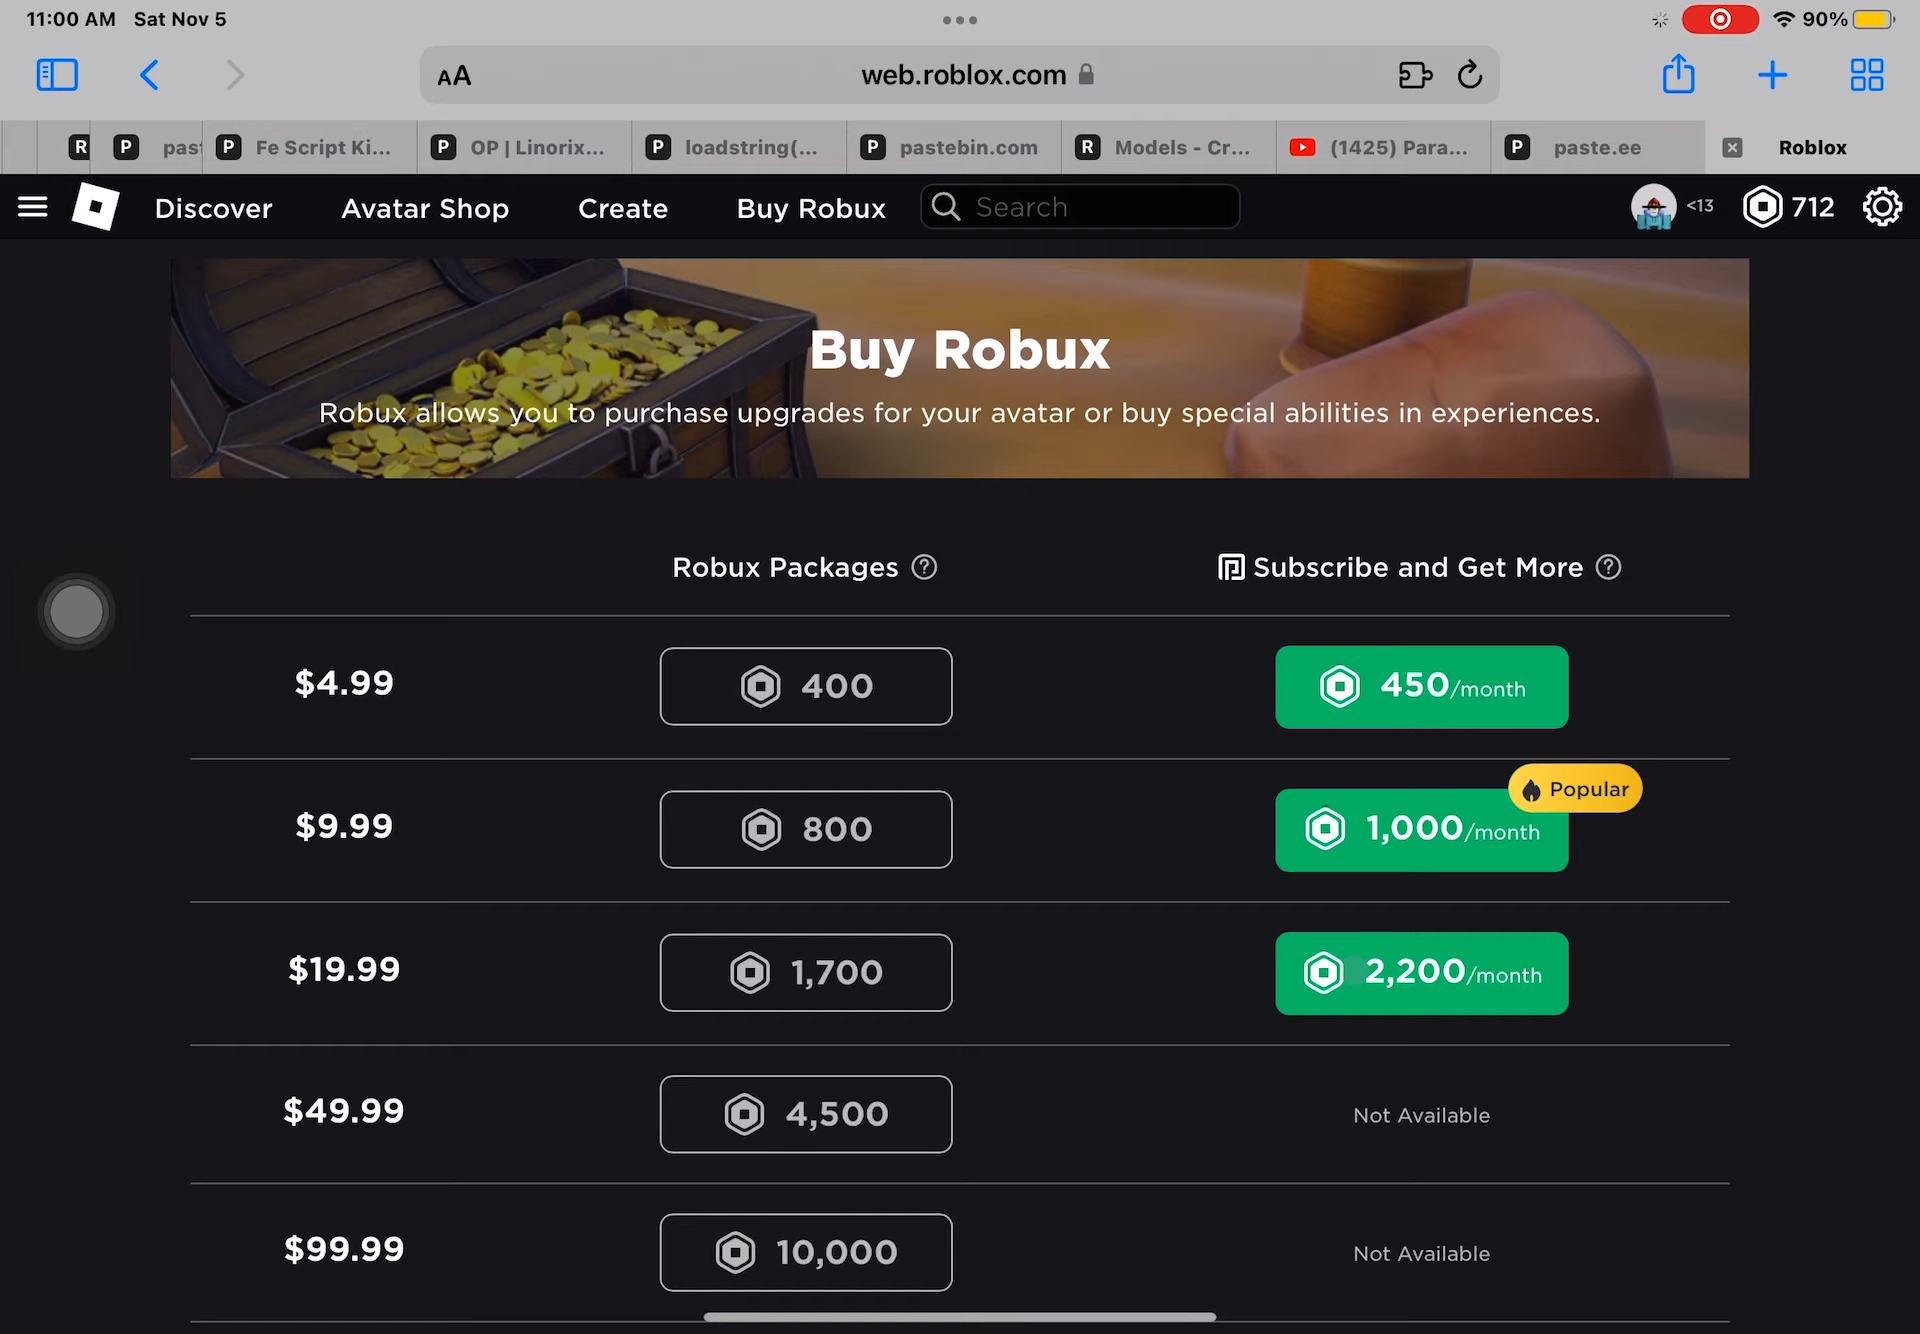 11:00 AM Sat Nov 5
90%
AA
web.roblox.com
R
P past
P Fe Script Ki...
P OP | Linorix...
P loadstring(...
P pastebin.com
R Models - Cr...
(1425) Para...
P paste.ee
Roblox
Discover
Avatar Shop
Create
Buy Robux
Search
<13
712
Buy Robux
Robux allows you to purchase upgrades for your avatar or buy special abilities in experiences.
Robux Packages ?
Subscribe and Get More ?
$4.99
400
450/month
Popular
$9.99
800
1,000/month
$19.99
1,700
2,200/month
$49.99
4,500
Not Available
$99.99
10,000
Not Available